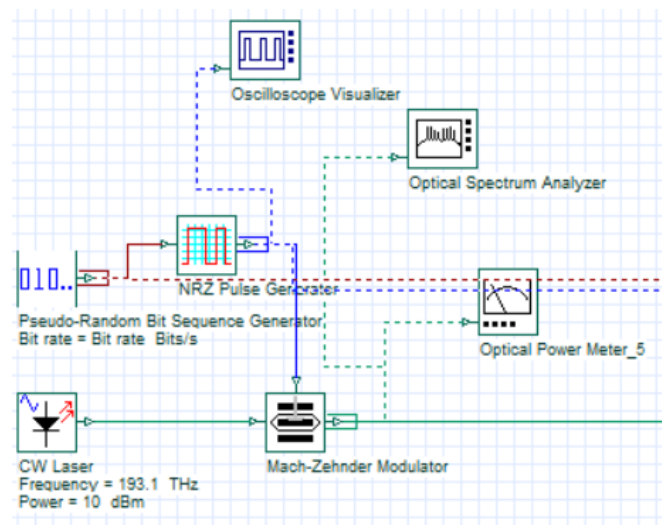 Oscilloscope Visualizer
Optical Spectrum Analyzer
NRZ Pulse Generator
010..
Pseudo-Random Bit Sequence Generator
Bit rate = Bit rate Bits/s
Optical Power Meter_5
CW Laser
Frequency = 193.1 THz
Power = 10 dBm
Mach-Zehnder Modulator